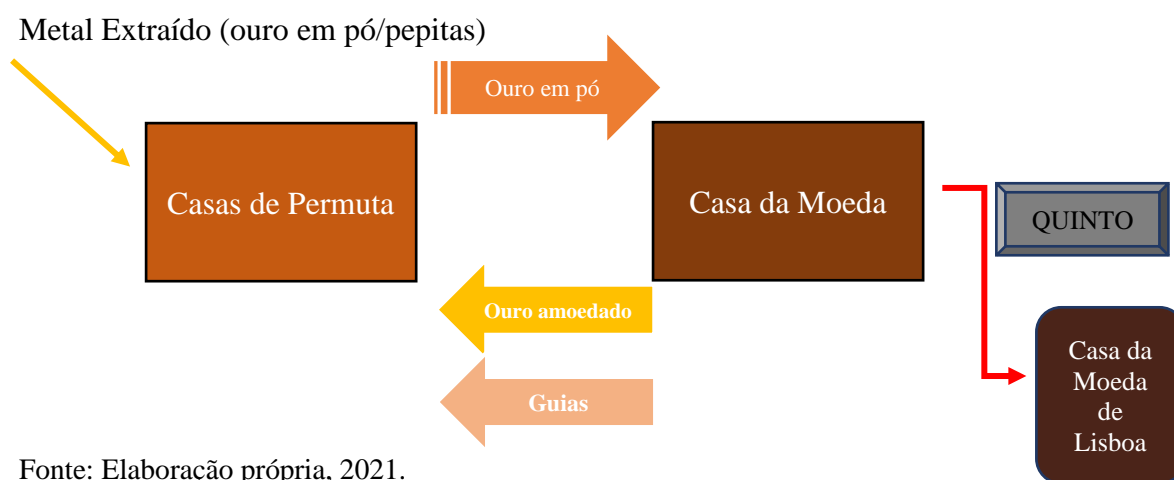 Metal Extraído (ouro em pó/pepitas)
Ouro em pó
Casas de Permuta
Casa da Moeda
QUINTO
Ouro amoedado
Guias
Casa da
Moeda
de
Lisboa
Fonte: Elaboração própria, 2021.